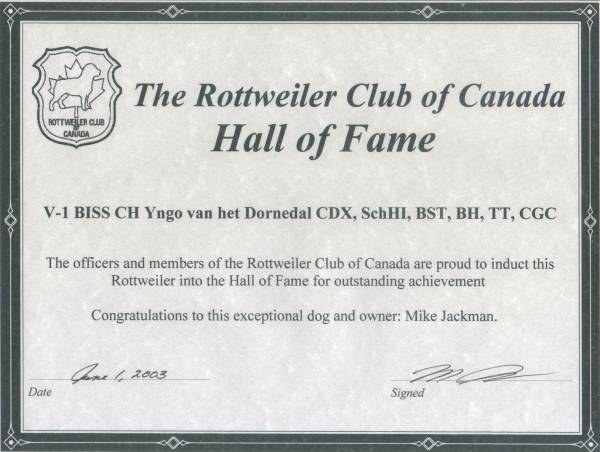 ROTTWEILER CLUB
OF
CANADA
The Rottweiler Club of Canada
Hall of Fame
V-1 BISS CH Yngo van het Dornedal CDX, SchHI, BST, BH, TT, CGC
The officers and members of the Rottweiler Club of Canada are proud to induct this
Rottweiler into the Hall of Fame for outstanding achievement
Congratulations to this exceptional dog and owner: Mike Jackman.
June 1, 2003
Date
Signed